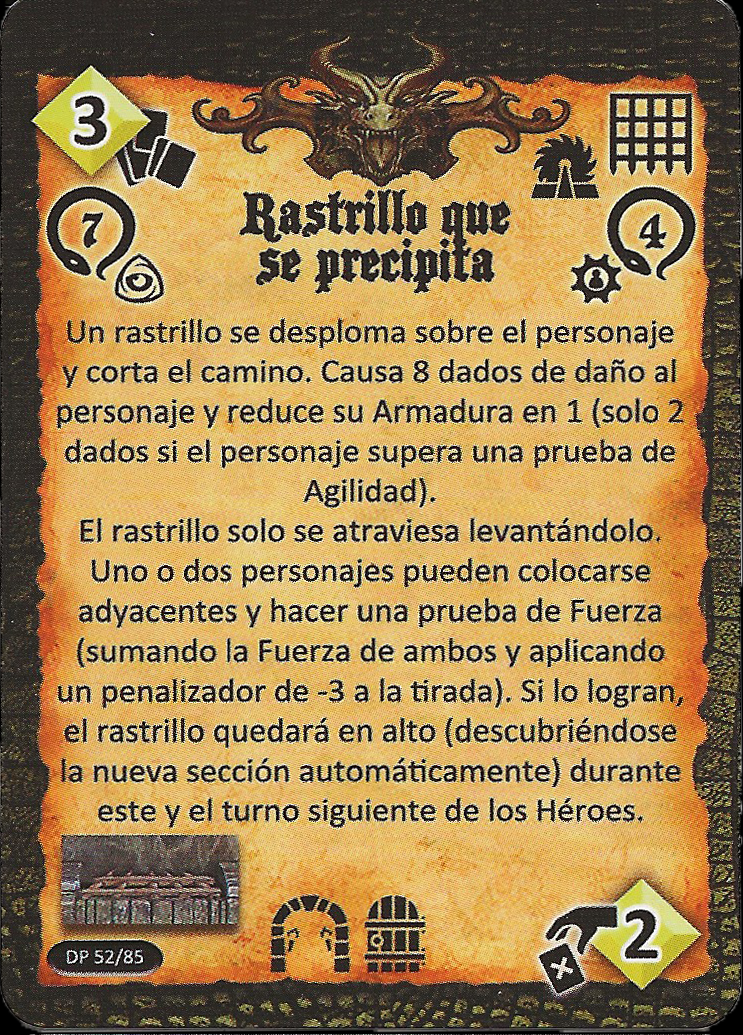 3
7
4
Rastrillo que
se precipita
Un rastrillo se desploma sobre el personaje
y corta el camino. Causa 8 dados de daño al
personaje y reduce su Armadura en 1 (solo 2
dados si el personaje supera una prueba de
Agilidad).
El rastrillo solo se atraviesa levantándolo.
Uno o dos personajes pueden colocarse
adyacentes y hacer una prueba de Fuerza
(sumando la Fuerza de ambos y aplicando
un penalizador de -3 a la tirada). Si lo logran,
el rastrillo quedará en alto (descubriéndose
la nueva sección automáticamente) durante
este y el turno siguiente de los Héroes.
DP 52/85
2